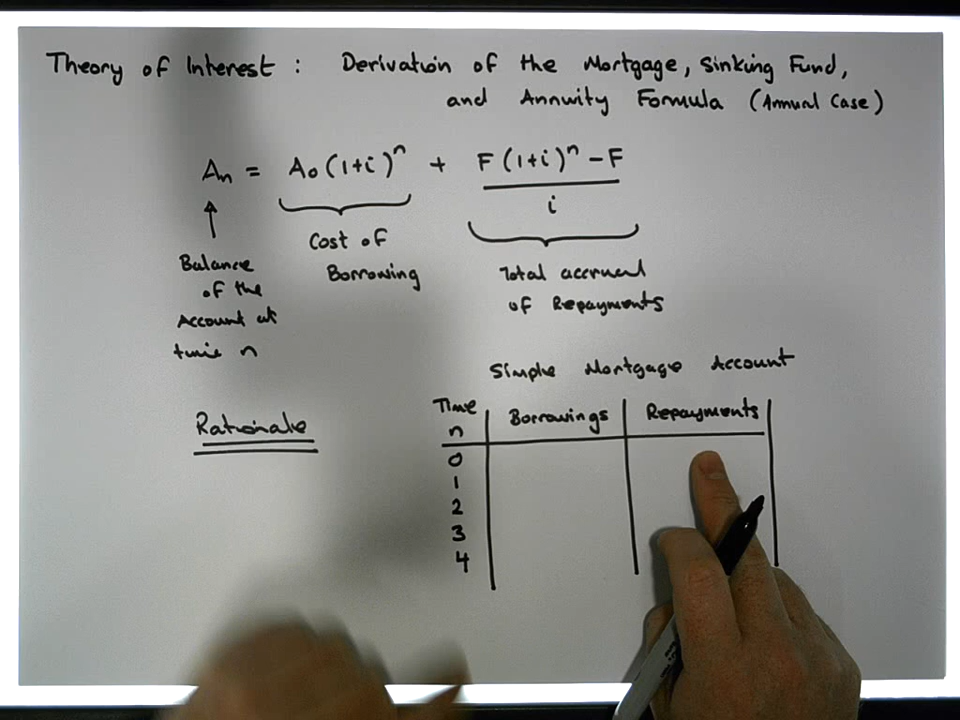 Theory of Interest : Derivation of the Mortgage, Sinking Fund,
and Annuity Formula (Annual Case)
An = A0(1+i)^n + F(1+i)^n - F
i
Cost of
Borrowing
Balance
of the
Account at
time n
Total accrual
of Repayments
Simple Mortgage Account
Rationale
Time
n
Borrowings
Repayments
0
1
2
3
4